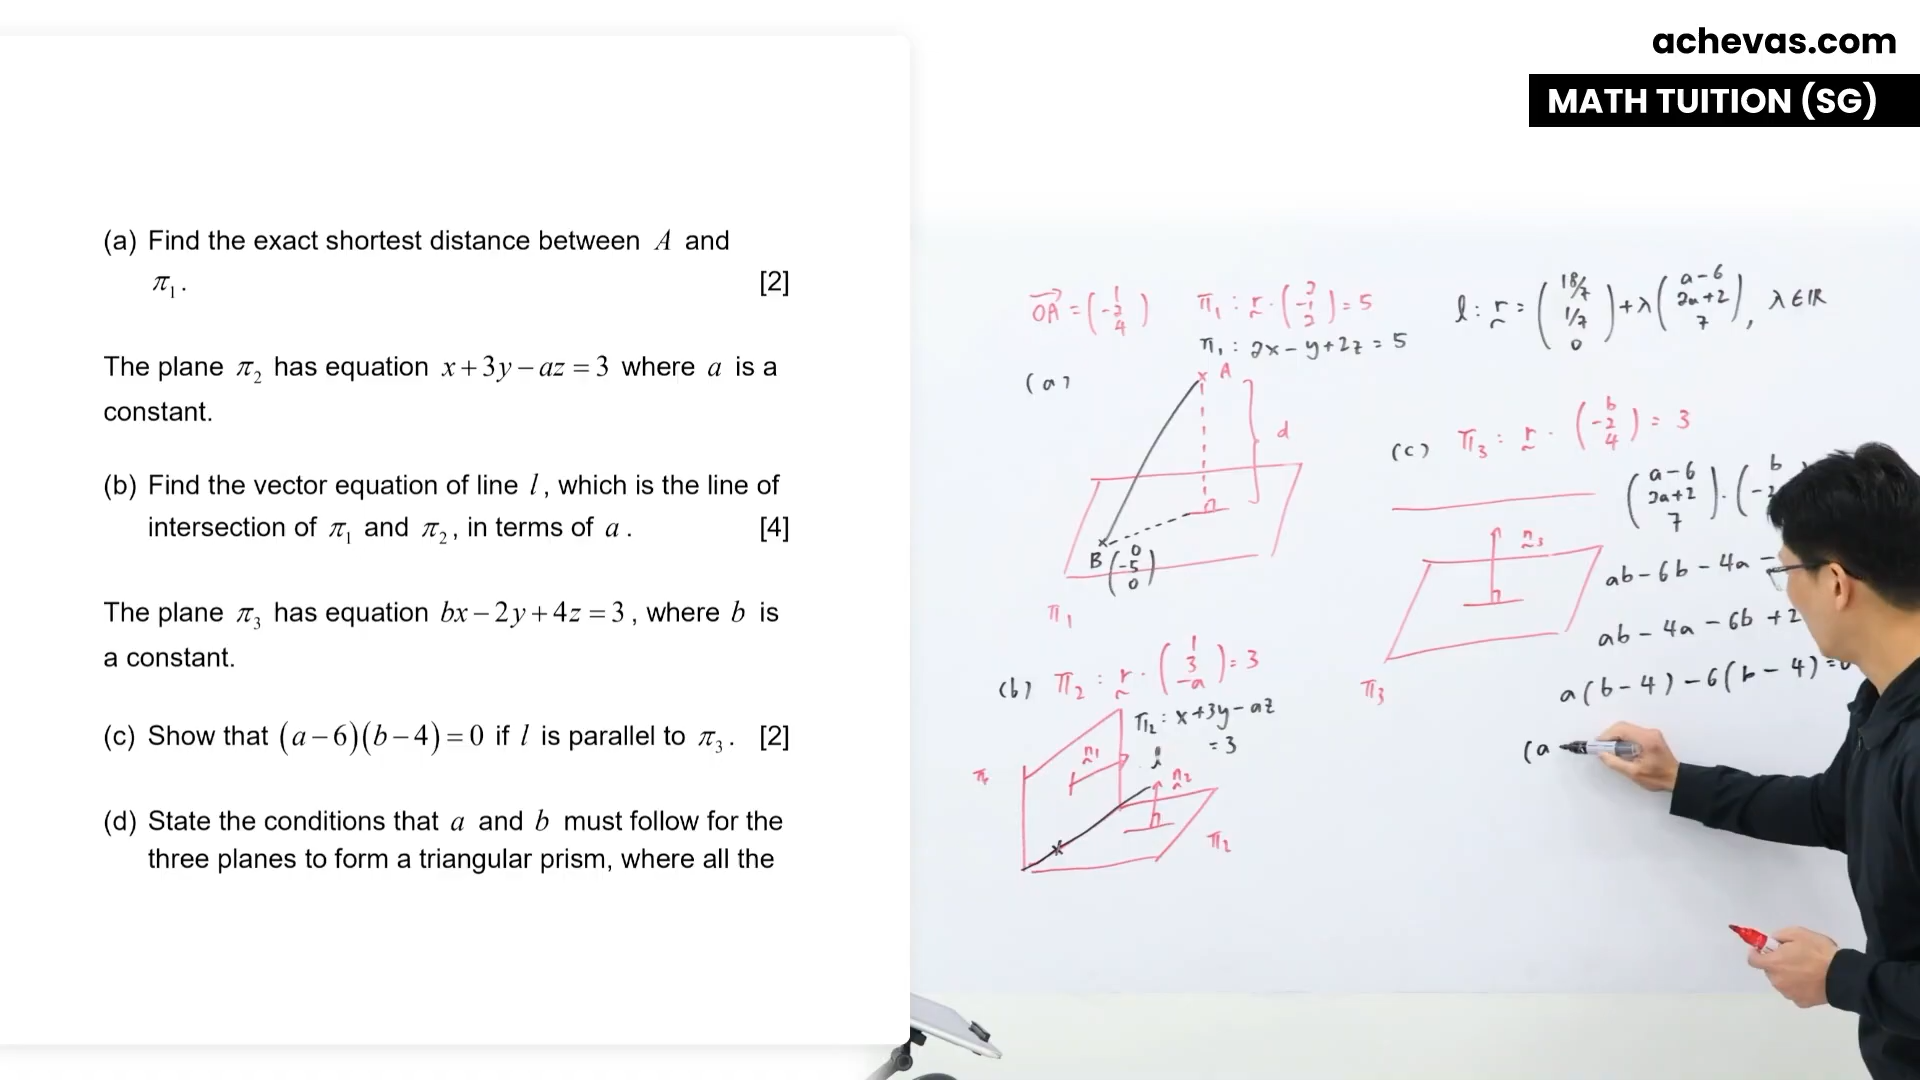 achevas.com
MATH TUITION (SG)
(a) Find the exact shortest distance between A and
π₁. [2]
The plane π₂ has equation x+3y−az=3 where a is a
constant.
(b) Find the vector equation of line l, which is the line of
intersection of π₁ and π₂, in terms of a. [4]
The plane π₃ has equation bx−2y+4z=3, where b is
a constant.
(c) Show that (a−6)(b−4)=0 if l is parallel to π₃. [2]
(d) State the conditions that a and b must follow for the
three planes to form a triangular prism, where all the
OA = (1 -2 4)
π₁ : r · (2 -1 2) = 5
π₁ : 2x − y + 2z = 5
(a)
A
d
B (0 -5 0)
π₁
(b) π₂ : r · (1 3 -a) = 3
π₂ : x+3y−az
= 3
n₁
l
n₂
π₁
π₂
l : r = (18/7 1/7 0) + λ (a−6 2a+2 7), λ ∈ ℝ
(c) π₃ : r · (b -2 4) = 3
(a−6 2a+2 7) · (b -2
n₃
π₃
ab − 6b − 4a −
ab − 4a − 6b + 2
a(b − 4) − 6(b − 4) = 0
(a